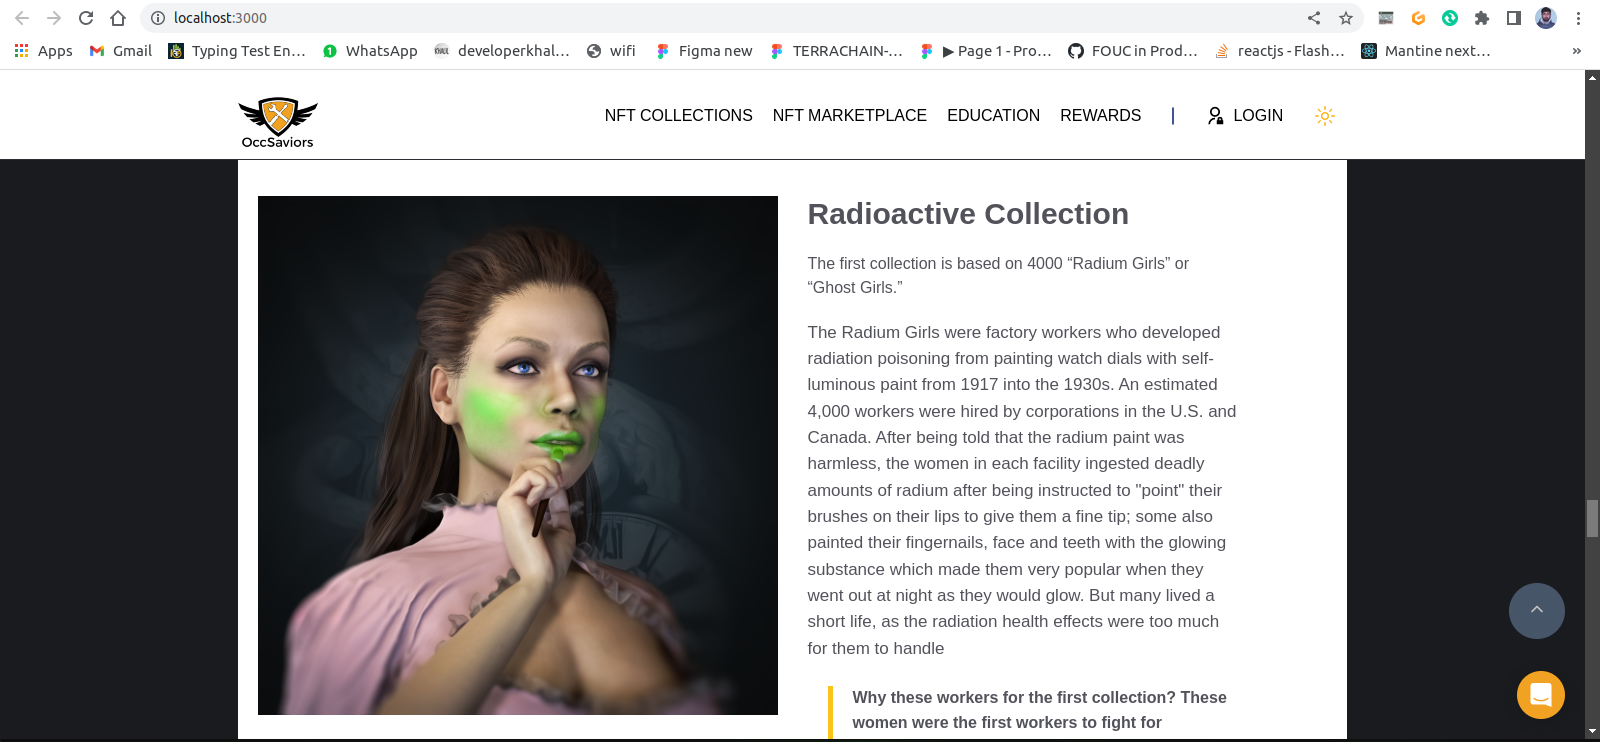 localhost:3000
Apps
Gmail
Typing Test En…
WhatsApp
developerkhal…
wifi
Figma new
TERRACHAIN-…
▶ Page 1 - Pro…
FOUC in Prod…
reactjs - Flash…
Mantine next…
»
OccSaviors
NFT COLLECTIONS
NFT MARKETPLACE
EDUCATION
REWARDS
|
LOGIN
Radioactive Collection
The first collection is based on 4000 “Radium Girls” or
“Ghost Girls.”
The Radium Girls were factory workers who developed
radiation poisoning from painting watch dials with self-
luminous paint from 1917 into the 1930s. An estimated
4,000 workers were hired by corporations in the U.S. and
Canada. After being told that the radium paint was
harmless, the women in each facility ingested deadly
amounts of radium after being instructed to "point" their
brushes on their lips to give them a fine tip; some also
painted their fingernails, face and teeth with the glowing
substance which made them very popular when they
went out at night as they would glow. But many lived a
short life, as the radiation health effects were too much
for them to handle
Why these workers for the first collection? These
women were the first workers to fight for